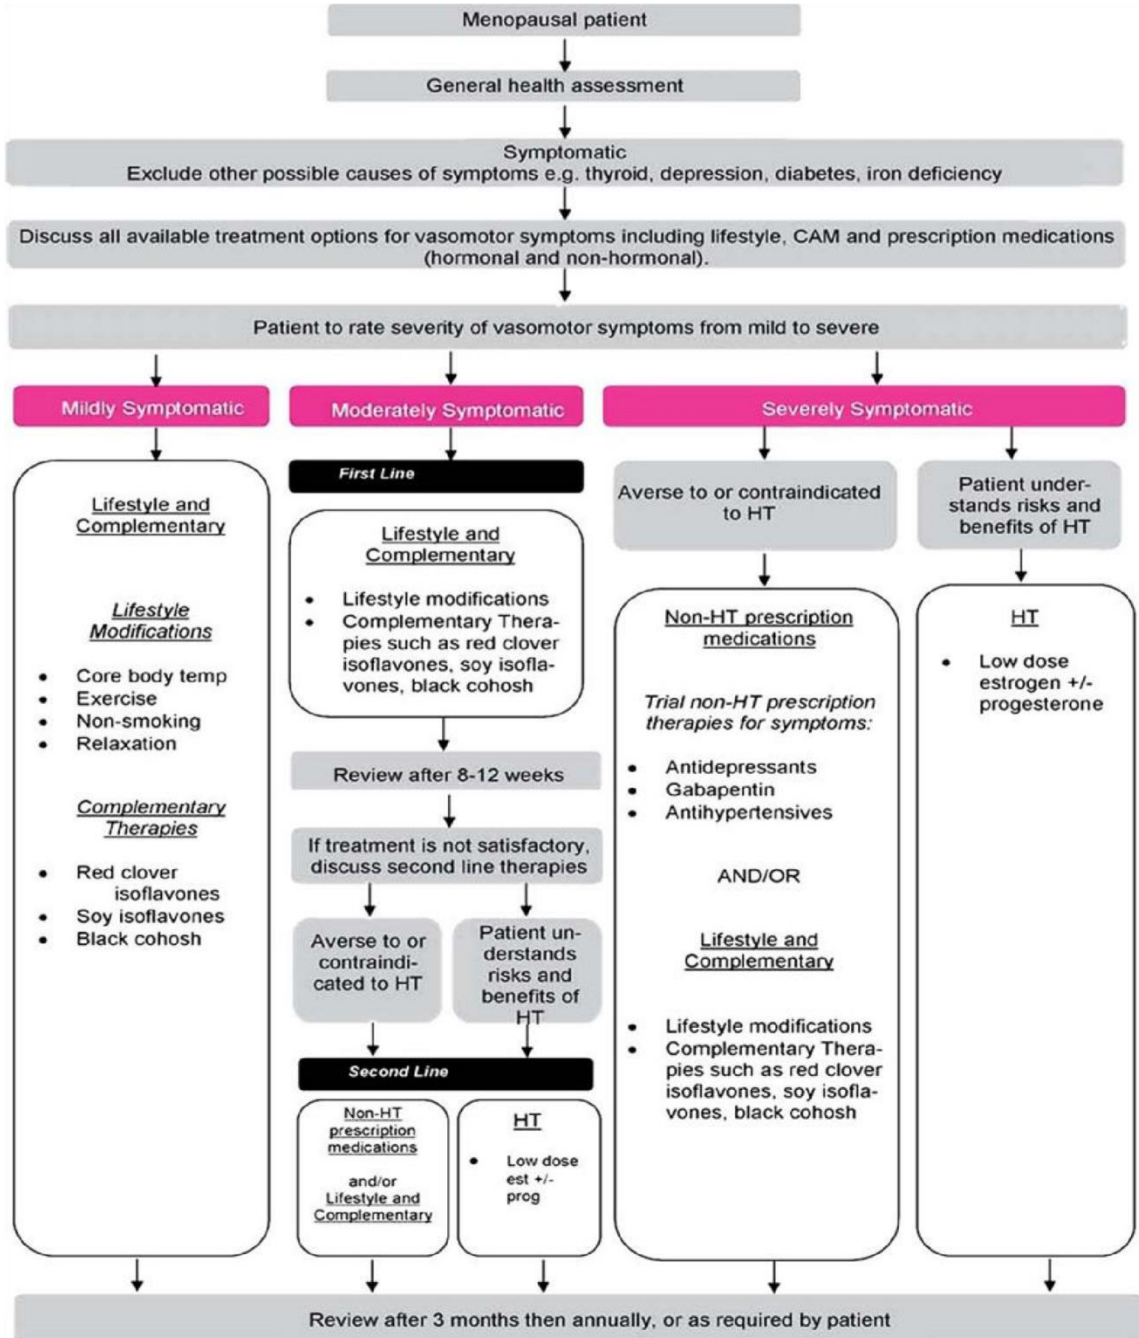 Menopausal patient
General health assessment
Symptomatic
Exclude other possible causes of symptoms e.g. thyroid, depression, diabetes, iron deficiency
Discuss all available treatment options for vasomotor symptoms including lifestyle, CAM and prescription medications
(hormonal and non-hormonal).
Patient to rate severity of vasomotor symptoms from mild to severe
Mildly Symptomatic
Lifestyle and
Complementary
Lifestyle
Modifications
• Core body temp
• Exercise
• Non-smoking
• Relaxation
Complementary
Therapies
• Red clover
isoflavones
• Soy isoflavones
• Black cohosh
Moderately Symptomatic
First Line
Lifestyle and
Complementary
• Lifestyle modifications
• Complementary Thera-
pies such as red clover
isoflavones, soy isofla-
vones, black cohosh
Review after 8-12 weeks
If treatment is not satisfactory,
discuss second line therapies
Averse to or
contraindi-
cated to HT
Patient un-
derstands
risks and
benefits of
HT
Second Line
Non-HT
prescription
medications
and/or
Lifestyle and
Complementary
HT
• Low dose
est +/-
prog
Severely Symptomatic
Averse to or contraindicated
to HT
Non-HT prescription
medications
Trial non-HT prescription
therapies for symptoms:
• Antidepressants
• Gabapentin
• Antihypertensives
AND/OR
Lifestyle and
Complementary
• Lifestyle modifications
• Complementary Thera-
pies such as red clover
isoflavones, soy isofla-
vones, black cohosh
Patient under-
stands risks and
benefits of HT
HT
• Low dose
estrogen +/-
progesterone
Review after 3 months then annually, or as required by patient